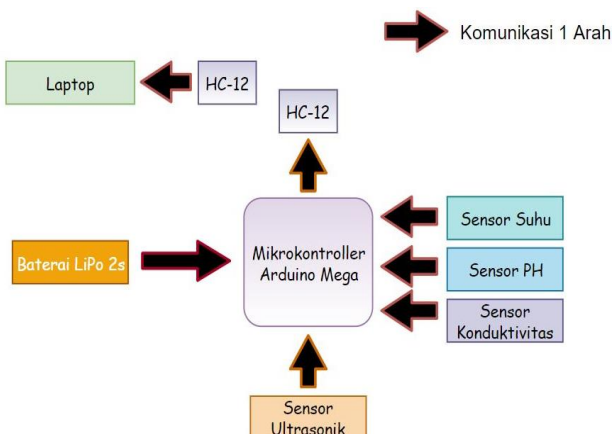 Komunikasi 1 Arah
Laptop
HC-12
HC-12
Mikrokontroller
Arduino Mega
Baterai LiPo 2s
Sensor Suhu
Sensor PH
Sensor
Konduktivitas
Sensor
Ultrasonik